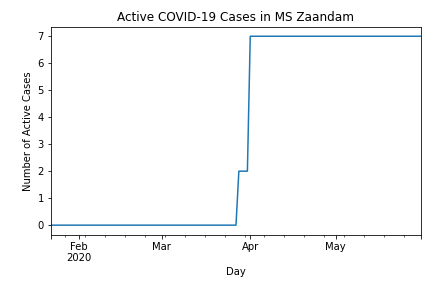 Active COVID-19 Cases in MS Zaandam
Number of Active Cases
7
6
5
4
3
2
1
0
Feb
2020
Mar
Apr
May
Day